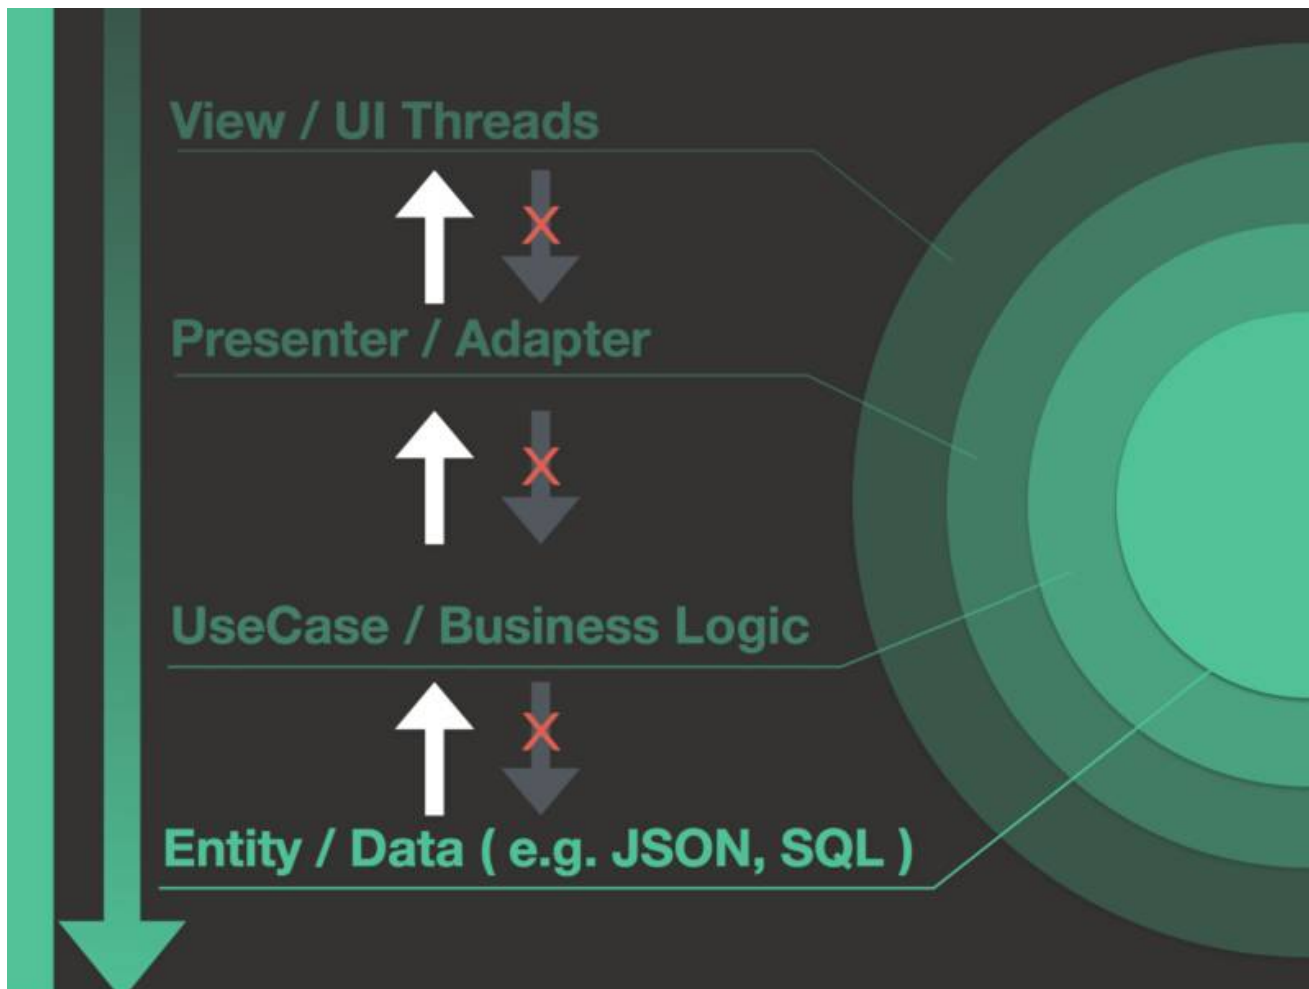 View / UI Threads
X
Presenter / Adapter
X
UseCase / Business Logic
X
Entity / Data ( e.g. JSON, SQL )